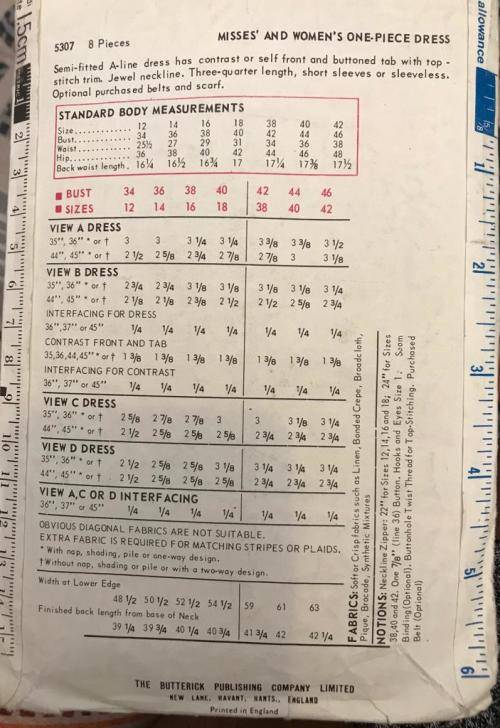 5307 8 Pieces
MISSES' AND WOMEN'S ONE-PIECE DRESS
Semi-fitted A-line dress has contrast or self front and buttoned tab with top -
stitch trim. Jewel neckline. Three-quarter length, short sleeves or sleeveless.
Optional purchased belts and scarf.
STANDARD BODY MEASUREMENTS
Size............. 12 14 16 18 38 40 42
Bust............. 34 36 38 40 42 44 46
Waist............ 25½ 27 29 31 34 36 38
Hip.............. 36 38 40 42 44 46 48
Back waist length. 16¼ 16½ 16¾ 17 17¼ 17⅜ 17½
■ BUST 34 36 38 40 42 44 46
■ SIZES 12 14 16 18 38 40 42
VIEW A DRESS
35", 36" * or † 3 3 3 1/4 3 1/4 3 3/8 3 3/8 3 1/2
44", 45" * or † 2 1/2 2 5/8 2 3/4 2 7/8 2 7/8 3 3 1/8
VIEW B DRESS
35", 36" * or † 2 3/4 2 3/4 3 1/8 3 1/8 3 1/8 3 1/8 3 1/4
44", 45" * or † 2 1/8 2 1/8 2 3/8 2 1/2 2 1/2 2 5/8 2 3/4
INTERFACING FOR DRESS
36",37" or 45" 1/4 1/4 1/4 1/4 1/4 1/4 1/4
CONTRAST FRONT AND TAB
35,36,44,45" * or † 1 3/8 1 3/8 1 3/8 1 3/8 1 3/8 1 3/8 1 3/8
INTERFACING FOR CONTRAST
36", 37" or 45" 1/4 1/4 1/4 1/4 1/4 1/4 1/4
VIEW C DRESS
35", 36" * or † 2 5/8 2 7/8 2 7/8 3 3 3 1/8 3 1/4
44", 45" * or † 2 1/2 2 5/8 2 5/8 2 5/8 2 3/4 2 3/4 2 3/4
VIEW D DRESS
35", 36" * or † 2 1/2 2 5/8 2 5/8 3 1/8 3 1/4 3 1/4 3 1/4
44", 45" * or † 2 1/2 2 5/8 2 5/8 2 5/8 2 3/4 2 3/4 2 3/4
VIEW A,C OR D INTERFACING
36", 37" or 45" 1/4 1/4 1/4 1/4 1/4 1/4 1/4
OBVIOUS DIAGONAL FABRICS ARE NOT SUITABLE.
EXTRA FABRIC IS REQUIRED FOR MATCHING STRIPES OR PLAIDS.
* With nap, shading, pile or one-way design.
† Without nap, shading or pile or with a two-way design.
Width at Lower Edge
48 1/2 50 1/2 52 1/2 54 1/2 59 61 63
Finished back length from base of Neck
39 1/4 39 3/4 40 1/4 40 3/4 41 3/4 42 42 1/4
FABRICS: Soft or Crisp fabrics such as Linen, Bonded Crepe, Broadcloth,
Pique, Brocade, Synthetic Mixtures
NOTIONS: Neckline Zipper: 22" for Sizes 12,14,16 and 18; 24" for Sizes
38,40 and 42. One 7/8" (line 36) Button. Hooks and Eyes Size 1; Seam
Binding (Optional), Buttonhole Twist Thread for Top-Stitching. Purchased
Belt (Optional)
THE BUTTERICK PUBLISHING COMPANY LIMITED
NEW LANE, HAVANT, HANTS., ENGLAND
Printed in England
1.5cm
2
3
4
5
6
7
8
9
10
11
12
allowance
5/8
1
2
3
4
5
6